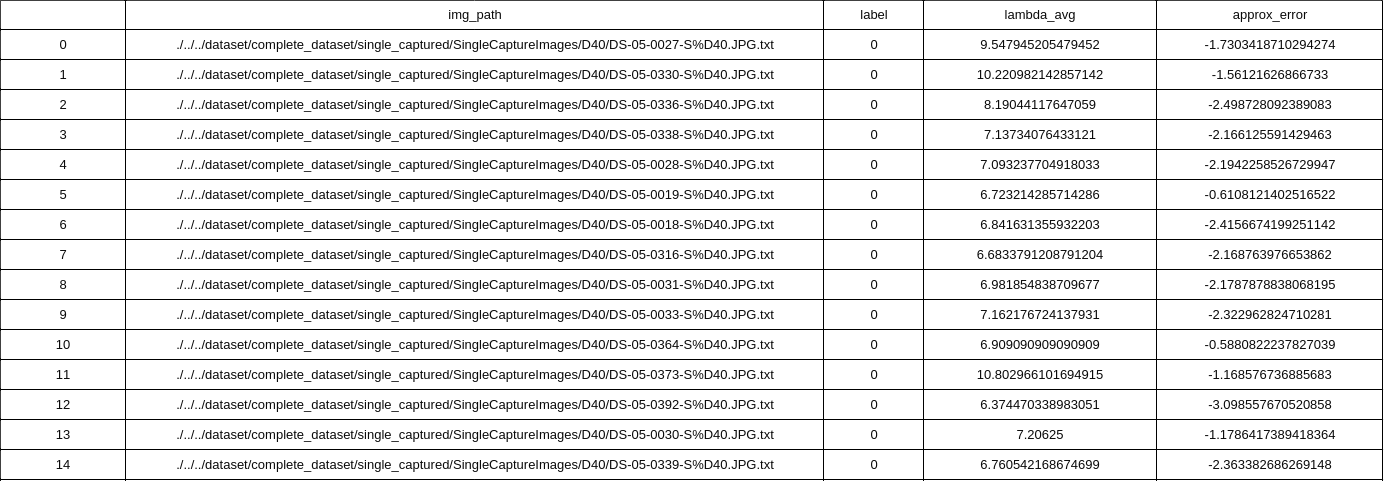 img_path label lambda_avg approx_error
0 ./../../dataset/complete_dataset/single_captured/SingleCaptureImages/D40/DS-05-0027-S%D40.JPG.txt 0 9.547945205479452 -1.7303418710294274
1 ./../../dataset/complete_dataset/single_captured/SingleCaptureImages/D40/DS-05-0330-S%D40.JPG.txt 0 10.220982142857142 -1.56121626866733
2 ./../../dataset/complete_dataset/single_captured/SingleCaptureImages/D40/DS-05-0336-S%D40.JPG.txt 0 8.19044117647059 -2.498728092389083
3 ./../../dataset/complete_dataset/single_captured/SingleCaptureImages/D40/DS-05-0338-S%D40.JPG.txt 0 7.13734076433121 -2.166125591429463
4 ./../../dataset/complete_dataset/single_captured/SingleCaptureImages/D40/DS-05-0028-S%D40.JPG.txt 0 7.093237704918033 -2.1942258526729947
5 ./../../dataset/complete_dataset/single_captured/SingleCaptureImages/D40/DS-05-0019-S%D40.JPG.txt 0 6.723214285714286 -0.6108121402516522
6 ./../../dataset/complete_dataset/single_captured/SingleCaptureImages/D40/DS-05-0018-S%D40.JPG.txt 0 6.841631355932203 -2.4156674199251142
7 ./../../dataset/complete_dataset/single_captured/SingleCaptureImages/D40/DS-05-0316-S%D40.JPG.txt 0 6.6833791208791204 -2.168763976653862
8 ./../../dataset/complete_dataset/single_captured/SingleCaptureImages/D40/DS-05-0031-S%D40.JPG.txt 0 6.981854838709677 -2.1787878838068195
9 ./../../dataset/complete_dataset/single_captured/SingleCaptureImages/D40/DS-05-0033-S%D40.JPG.txt 0 7.162176724137931 -2.322962824710281
10 ./../../dataset/complete_dataset/single_captured/SingleCaptureImages/D40/DS-05-0364-S%D40.JPG.txt 0 6.909090909090909 -0.5880822237827039
11 ./../../dataset/complete_dataset/single_captured/SingleCaptureImages/D40/DS-05-0373-S%D40.JPG.txt 0 10.802966101694915 -1.168576736885683
12 ./../../dataset/complete_dataset/single_captured/SingleCaptureImages/D40/DS-05-0392-S%D40.JPG.txt 0 6.374470338983051 -3.098557670520858
13 ./../../dataset/complete_dataset/single_captured/SingleCaptureImages/D40/DS-05-0030-S%D40.JPG.txt 0 7.20625 -1.1786417389418364
14 ./../../dataset/complete_dataset/single_captured/SingleCaptureImages/D40/DS-05-0339-S%D40.JPG.txt 0 6.760542168674699 -2.363382686269148